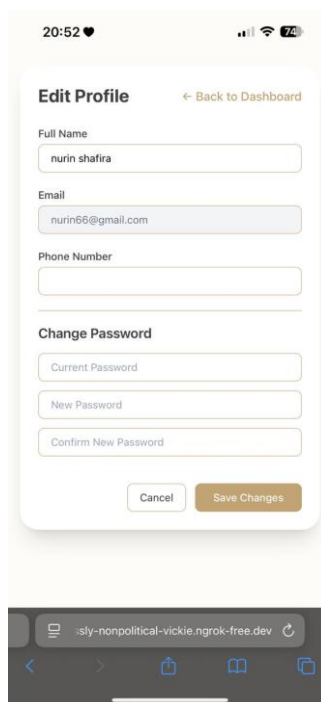 20:52
74
Edit Profile
← Back to Dashboard
Full Name
nurin shafira
Email
nurin66@gmail.com
Phone Number
Change Password
Current Password
New Password
Confirm New Password
Cancel
Save Changes
sly-nonpolitical-vickie.ngrok-free.dev